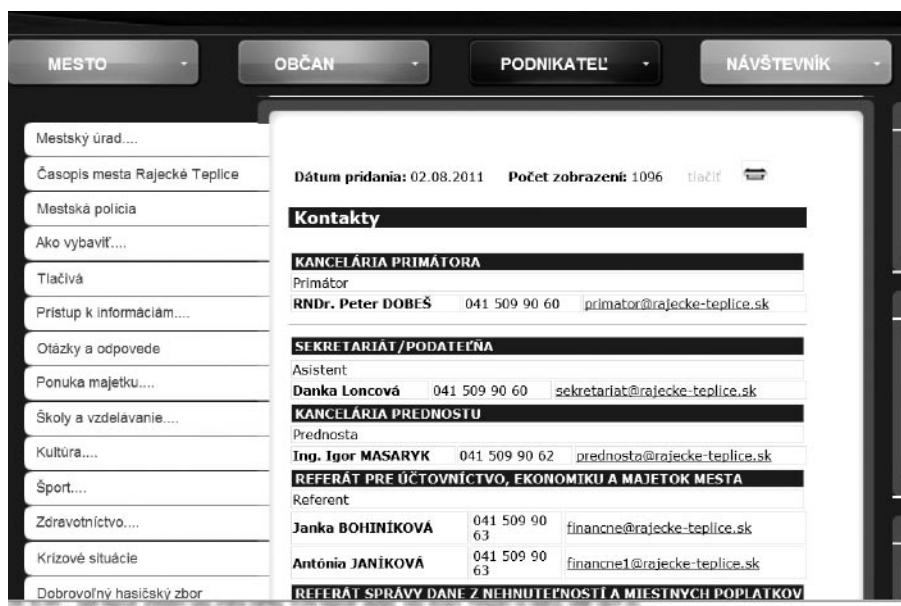 MESTO
OBČAN
PODNIKATEĽ
NÁVŠTEVNÍK
Mestský úrad....
Časopis mesta Rajecké Teplice
Mestská polícia
Ako vybaviť....
Tlačivá
Prístup k informáciám....
Otázky a odpovede
Ponuka majetku....
Školy a vzdelávanie....
Kultúra....
Šport....
Zdravotníctvo....
Krízové situácie
Dobrovoľný hasičský zbor
Dátum pridania: 02.08.2011 Počet zobrazení: 1096 tlačiť
Kontakty
KANCELÁRIA PRIMÁTORA
Primátor
RNDr. Peter DOBEŠ 041 509 90 60 primator@rajecke-teplice.sk
SEKRETARIÁT/PODATEĽŇA
Asistent
Danka Loncová 041 509 90 60 sekretariat@rajecke-teplice.sk
KANCELÁRIA PREDNOSTU
Prednosta
Ing. Igor MASARYK 041 509 90 62 prednosta@rajecke-teplice.sk
REFERÁT PRE ÚČTOVNÍCTVO, EKONOMIKU A MAJETOK MESTA
Referent
Janka BOHINÍKOVÁ 041 509 90 63 financne@rajecke-teplice.sk
Antónia JANÍKOVÁ 041 509 90 63 financne1@rajecke-teplice.sk
REFERÁT SPRÁVY DANE Z NEHNUTEĽNOSTÍ A MIESTNYCH POPLATKOV